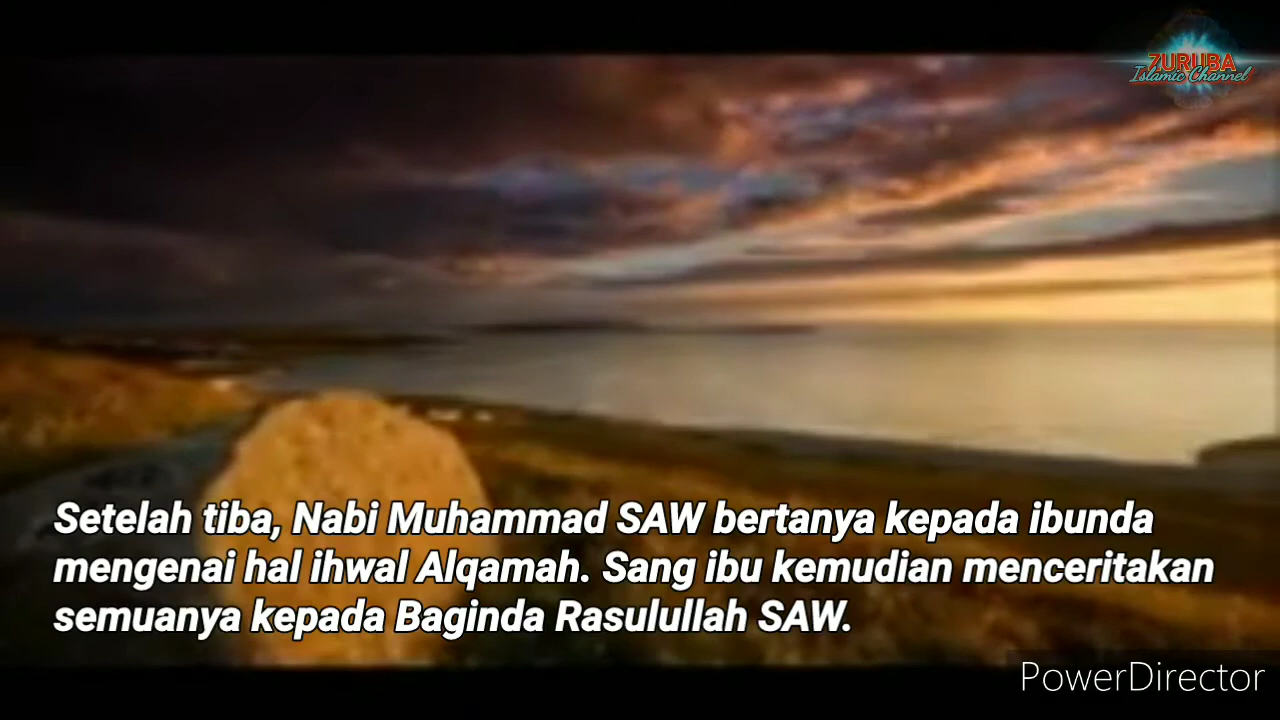 ZURUBA
Islamic Channel
Setelah tiba, Nabi Muhammad SAW bertanya kepada ibunda
mengenai hal ihwal Alqamah. Sang ibu kemudian menceritakan
semuanya kepada Baginda Rasulullah SAW.
PowerDirector